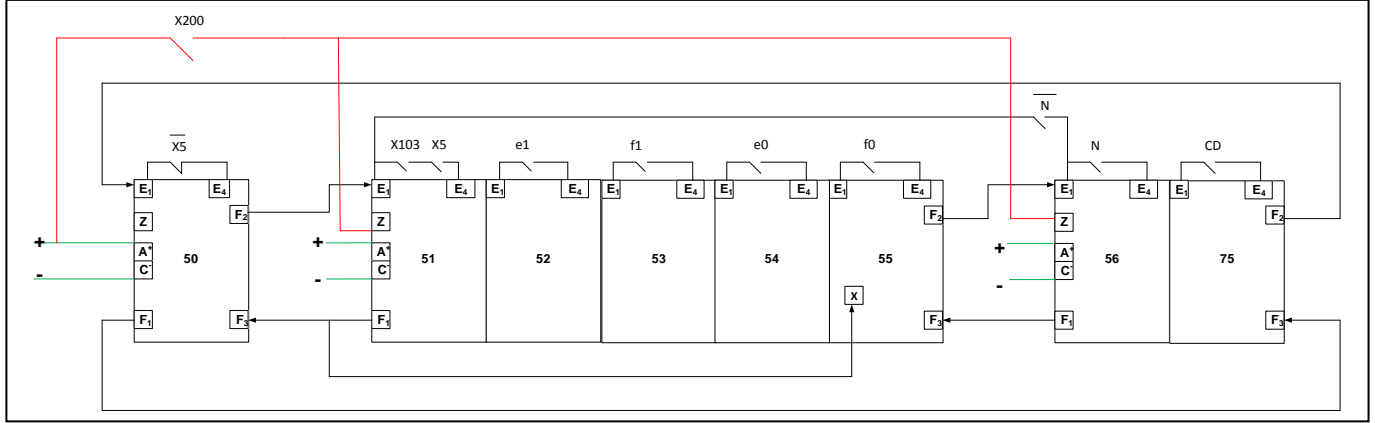 X200
N
X5
X103 X5 e1 f1 e0 f0 N CD
E1 E4 E1 E4 E1 E4 E1 E4 E1 E4 E1 E4 E1 E4 E1 E4
F2 F2 F2
Z Z Z
+ A+ + A+ + A+
50 51 52 53 54 55 56 75
- C- - C- - C-
X
F1 F3 F1 F3 F1 F3